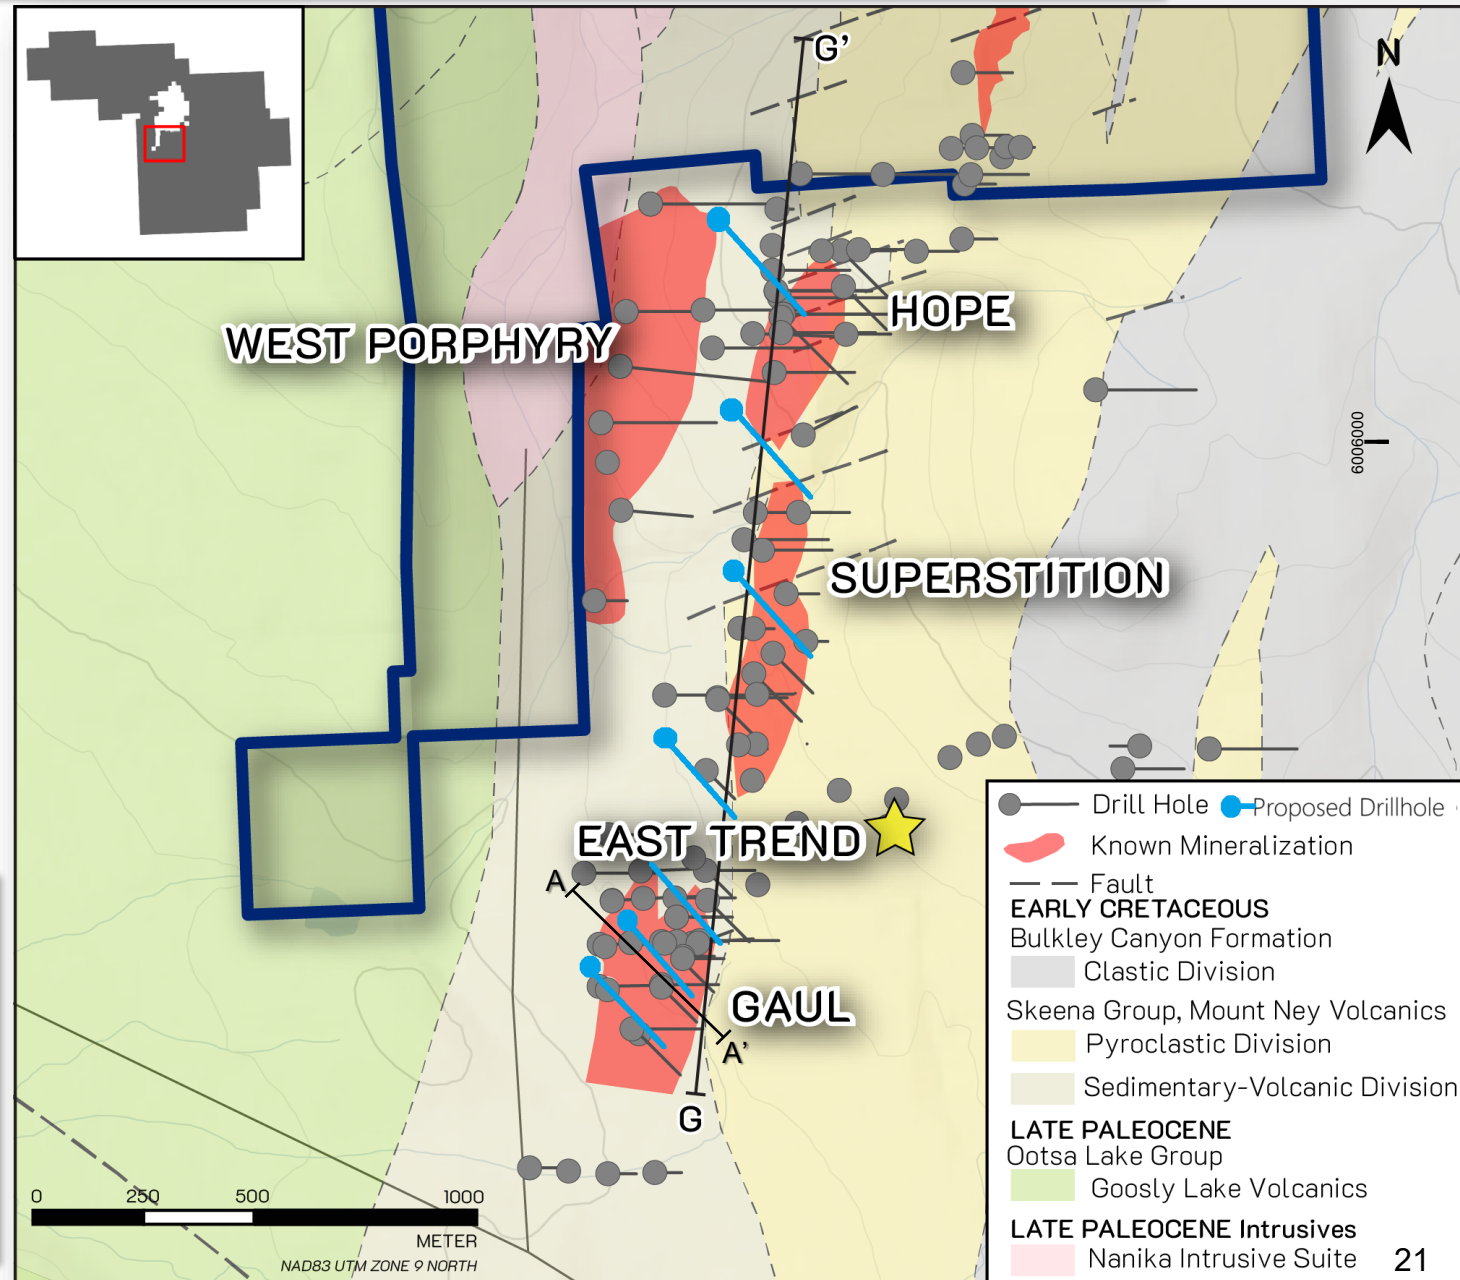 G’
N
HOPE
WEST PORPHYRY
6006000
SUPERSTITION
EAST TREND
A
GAUL
A’
G
Drill Hole
Proposed Drillhole
Known Mineralization
Fault
EARLY CRETACEOUS
Bulkley Canyon Formation
Clastic Division
Skeena Group, Mount Ney Volcanics
Pyroclastic Division
Sedimentary-Volcanic Division
LATE PALEOCENE
Ootsa Lake Group
Goosly Lake Volcanics
LATE PALEOCENE Intrusives
Nanika Intrusive Suite
0 250 500 1000
METER
NAD83 UTM ZONE 9 NORTH
21